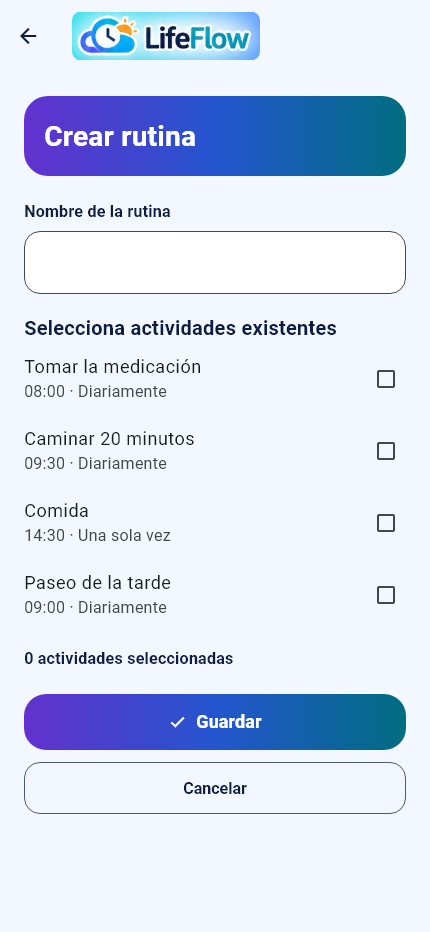 LifeFlow
Crear rutina
Nombre de la rutina
Selecciona actividades existentes
Tomar la medicación
08:00 · Diariamente
Caminar 20 minutos
09:30 · Diariamente
Comida
14:30 · Una sola vez
Paseo de la tarde
09:00 · Diariamente
0 actividades seleccionadas
Guardar
Cancelar